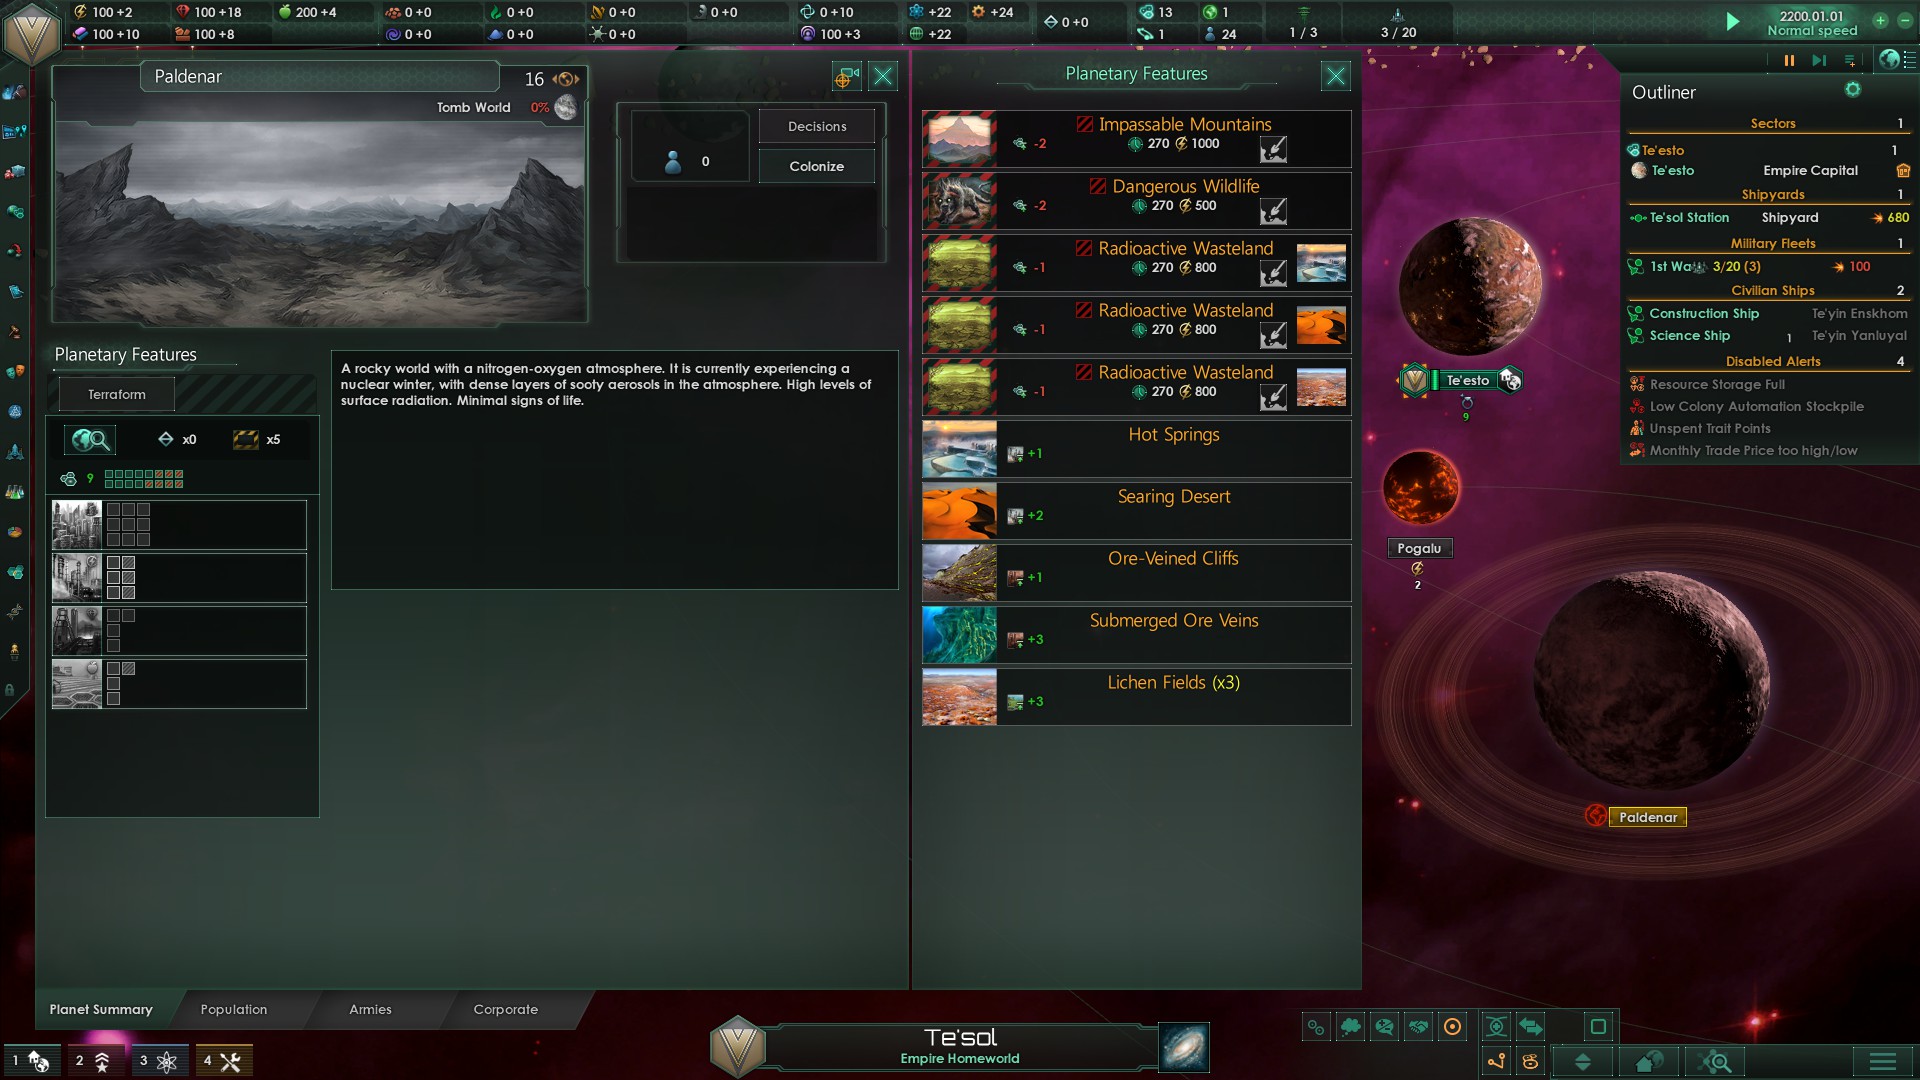 100 +2
100 +18
200 +4
0 +0
0 +0
0 +0
0 +0
0 +10
+22
+24
0 +0
13
1
2200.01.01
100 +10
100 +8
0 +0
0 +0
0 +0
100 +3
+22
1
24
1 / 3
3 / 20
Normal speed
Paldenar
16
Tomb World 0%
0
Decisions
Colonize
Planetary Features
Terraform
x0
x5
9
A rocky world with a nitrogen-oxygen atmosphere. It is currently experiencing a
nuclear winter, with dense layers of sooty aerosols in the atmosphere. High levels of
surface radiation. Minimal signs of life.
Planet Summary
Population
Armies
Corporate
Planetary Features
Impassable Mountains
-2 270 1000
Dangerous Wildlife
-2 270 500
Radioactive Wasteland
-1 270 800
Radioactive Wasteland
-1 270 800
Radioactive Wasteland
-1 270 800
Hot Springs
+1
Searing Desert
+2
Ore-Veined Cliffs
+1
Submerged Ore Veins
+3
Lichen Fields (x3)
+3
Te'esto
9
Pogalu
2
Paldenar
Outliner
Sectors 1
Te'esto 1
Te'esto Empire Capital
Shipyards 1
Te'sol Station Shipyard 680
Military Fleets 1
1st Wa 3/20 (3) 100
Civilian Ships 2
Construction Ship Te'yin Enskhom
Science Ship 1 Te'yin Yanluyal
Disabled Alerts 4
Resource Storage Full
Low Colony Automation Stockpile
Unspent Trait Points
Monthly Trade Price too high/low
1
2
3
4
Te'sol
Empire Homeworld